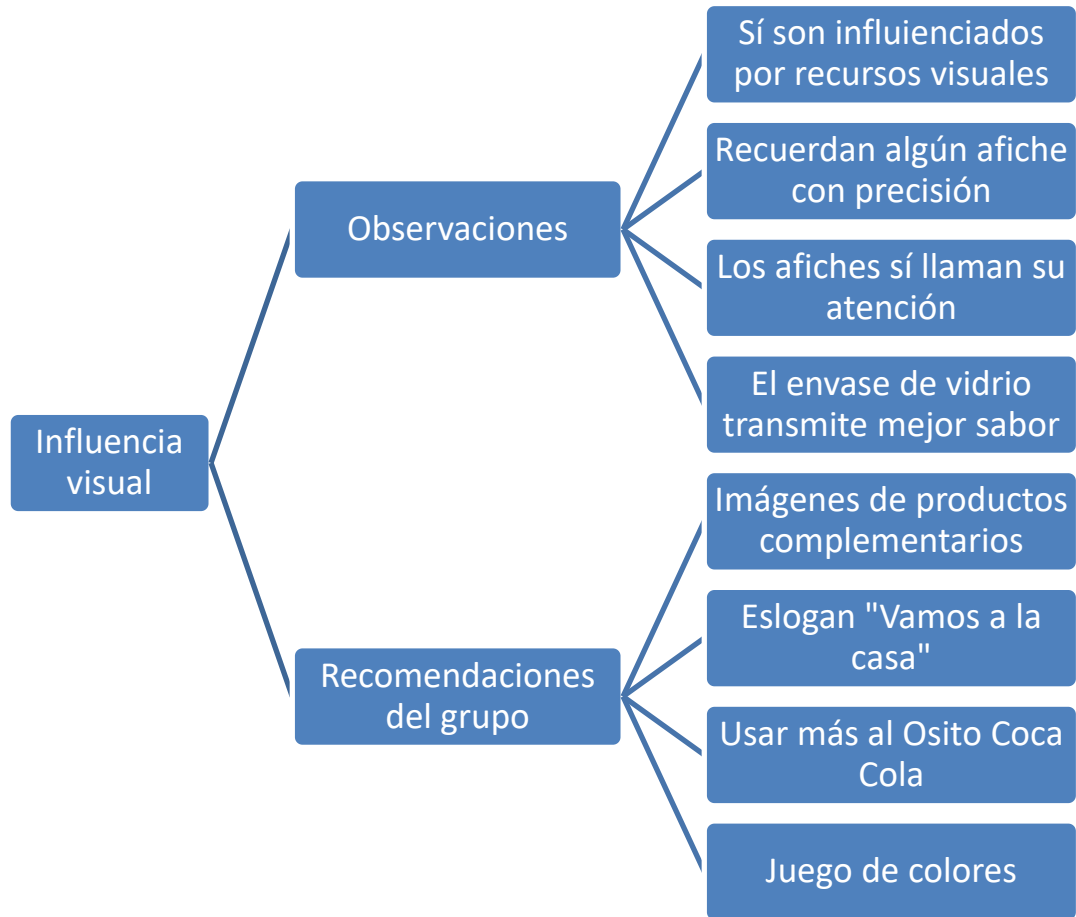 Influencia
visual
Observaciones
Sí son influienciados
por recursos visuales
Recuerdan algún afiche
con precisión
Los afiches sí llaman su
atención
El envase de vidrio
transmite mejor sabor
Recomendaciones
del grupo
Imágenes de productos
complementarios
Eslogan "Vamos a la
casa"
Usar más al Osito Coca
Cola
Juego de colores